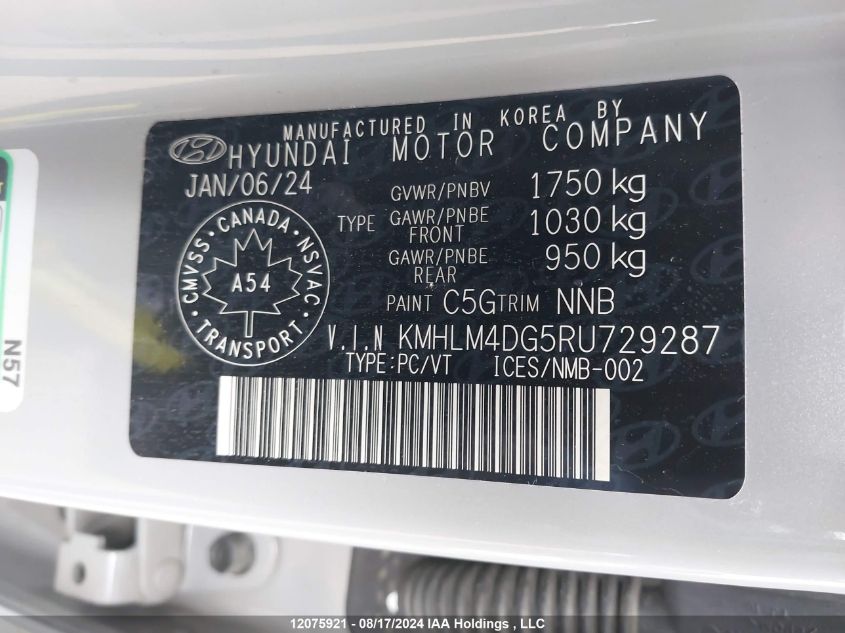 MANUFACTURED IN KOREA BY
HYUNDAI MOTOR COMPANY
JAN/06/24
GVWR/PNBV 1750 kg
TYPE GAWR/PNBE FRONT 1030 kg
GAWR/PNBE REAR 950 kg
CMVSS • CANADA • NSVAC • TRANSPORT •
A54
PAINT C5G TRIM NNB
V.I.N KMHLM4DG5RU729287
TYPE:PC/VT ICES/NMB-002
N57
12075921 - 08/17/2024 IAA Holdings , LLC